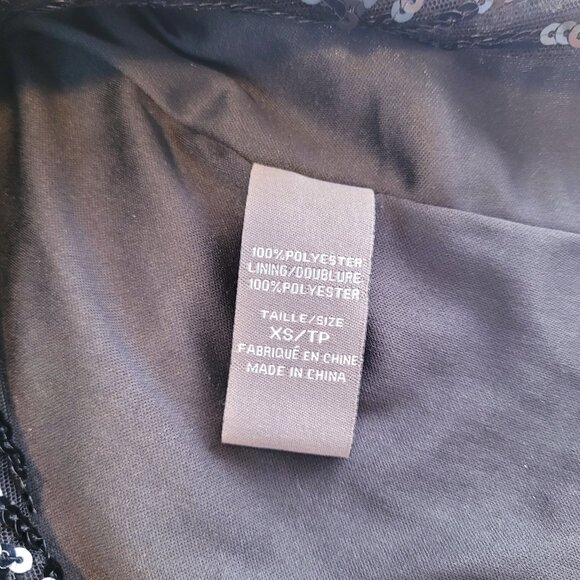 100%POLYESTER
LINING/DOUBLURE
100%POLYESTER
TAILLE/SIZE
XS/TP
FABRIQUÉ EN CHINE
MADE IN CHINA